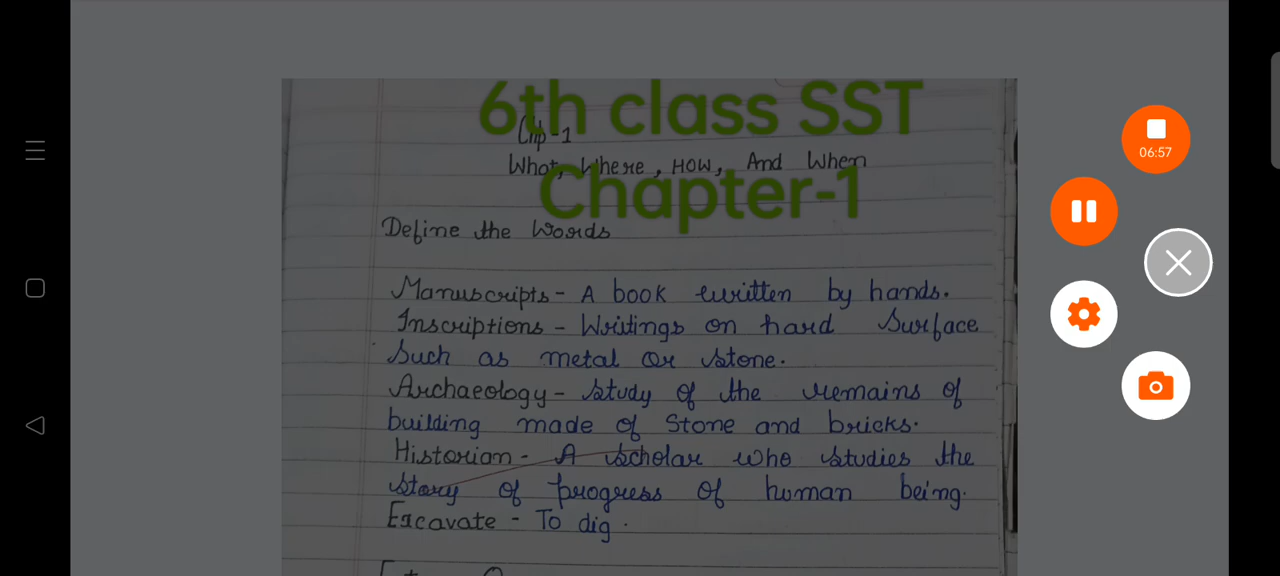 6th class SST
Chp-1
What, Where, HOW, And When
Chapter-1
Define the Words
Manuscripts - A book written by hands.
Inscriptions - Writings on hard Surface
Such as metal or stone.
Archaeology - study of the remains of
building made of Stone and bricks.
Historian - A scholar who studies the
story of progress of human being.
Excavate - To dig.
06:57